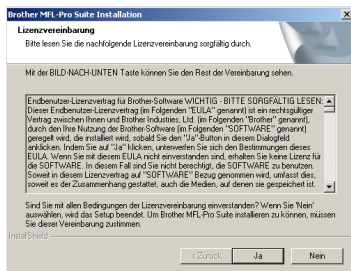 Brother MFL-Pro Suite Installation
Lizenzvereinbarung
Bitte lesen Sie die nachfolgende Lizenzvereinbarung sorgfältig durch.
Mit der BILD-NACH-UNTEN Taste können Sie den Rest der Vereinbarung sehen.
Endbenutzer-Lizenzvertrag für Brother-Software WICHTIG - BITTE SORGFÄLTIG LESEN:
Dieser Endbenutzer-Lizenzvertrag (im Folgenden "EULA" genannt) ist ein rechtsgültiger
Vertrag zwischen Ihnen und Brother Industries, Ltd. (im Folgenden "Brother" genannt),
durch den Ihre Nutzung der Brother-Software (im Folgenden "SOFTWARE" genannt)
geregelt wird, die installiert wird, sobald Sie den "Ja"-Button in diesem Dialogfeld
anklicken. Indem Sie auf "Ja" klicken, unterwerfen Sie sich den Bestimmungen dieses
EULA. Wenn Sie mit diesem EULA nicht einverstanden sind, erhalten Sie keine Lizenz für
die SOFTWARE. In diesem Fall sind Sie nicht berechtigt, die SOFTWARE zu benutzen.
Soweit in diesem Lizenzvertrag auf "SOFTWARE" Bezug genommen wird, umfasst dies,
soweit es der Zusammenhang gestattet, auch die Medien, auf denen sie gespeichert ist.
Sind Sie mit allen Bedingungen der Lizenzvereinbarung einverstanden? Wenn Sie 'Nein'
auswählen, wird das Setup beendet. Um Brother MFL-Pro Suite installieren zu können, müssen
Sie dieser Vereinbarung zustimmen.
InstallShield
< Zurück
Ja
Nein